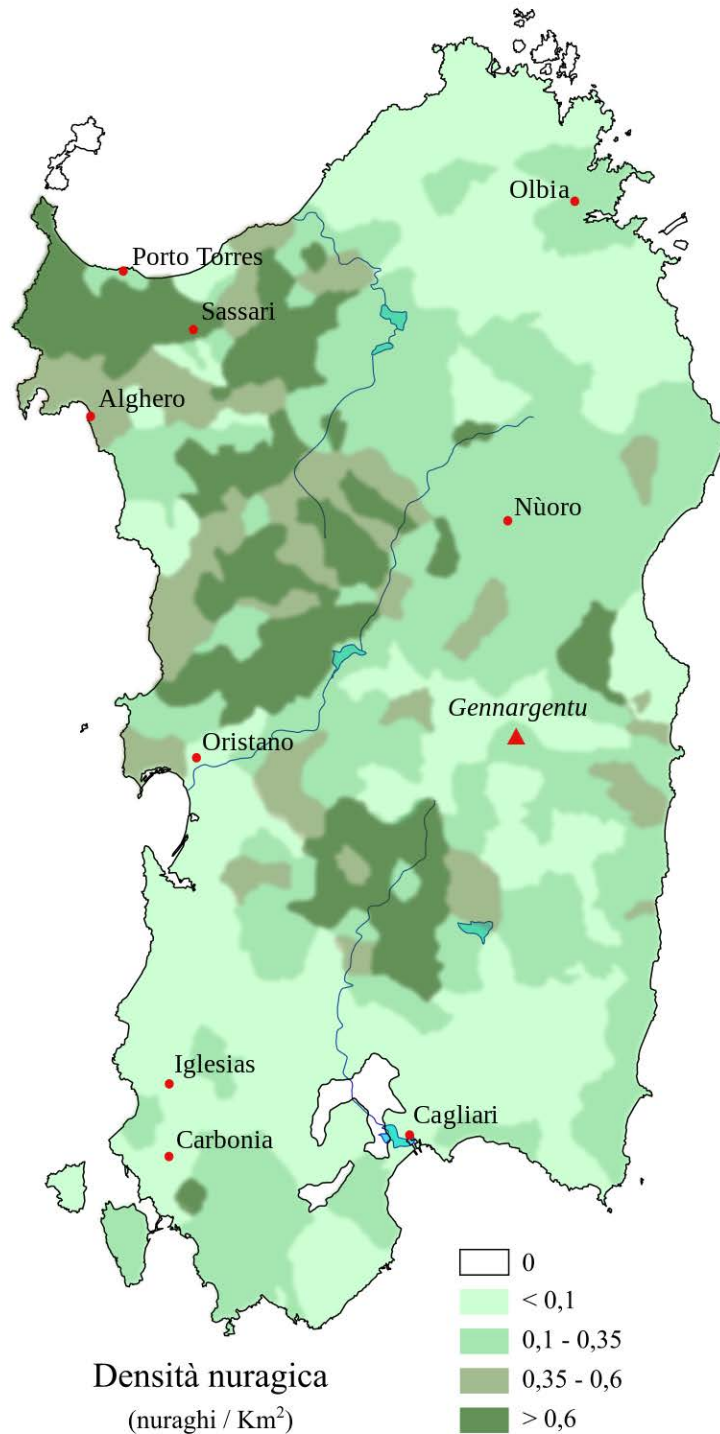 Olbia
Porto Torres
Sassari
Alghero
Nùoro
Gennargentu
Oristano
Iglesias
Cagliari
Carbonia
0
< 0,1
0,1 - 0,35
0,35 - 0,6
> 0,6
Densità nuragica
(nuraghi / Km²)